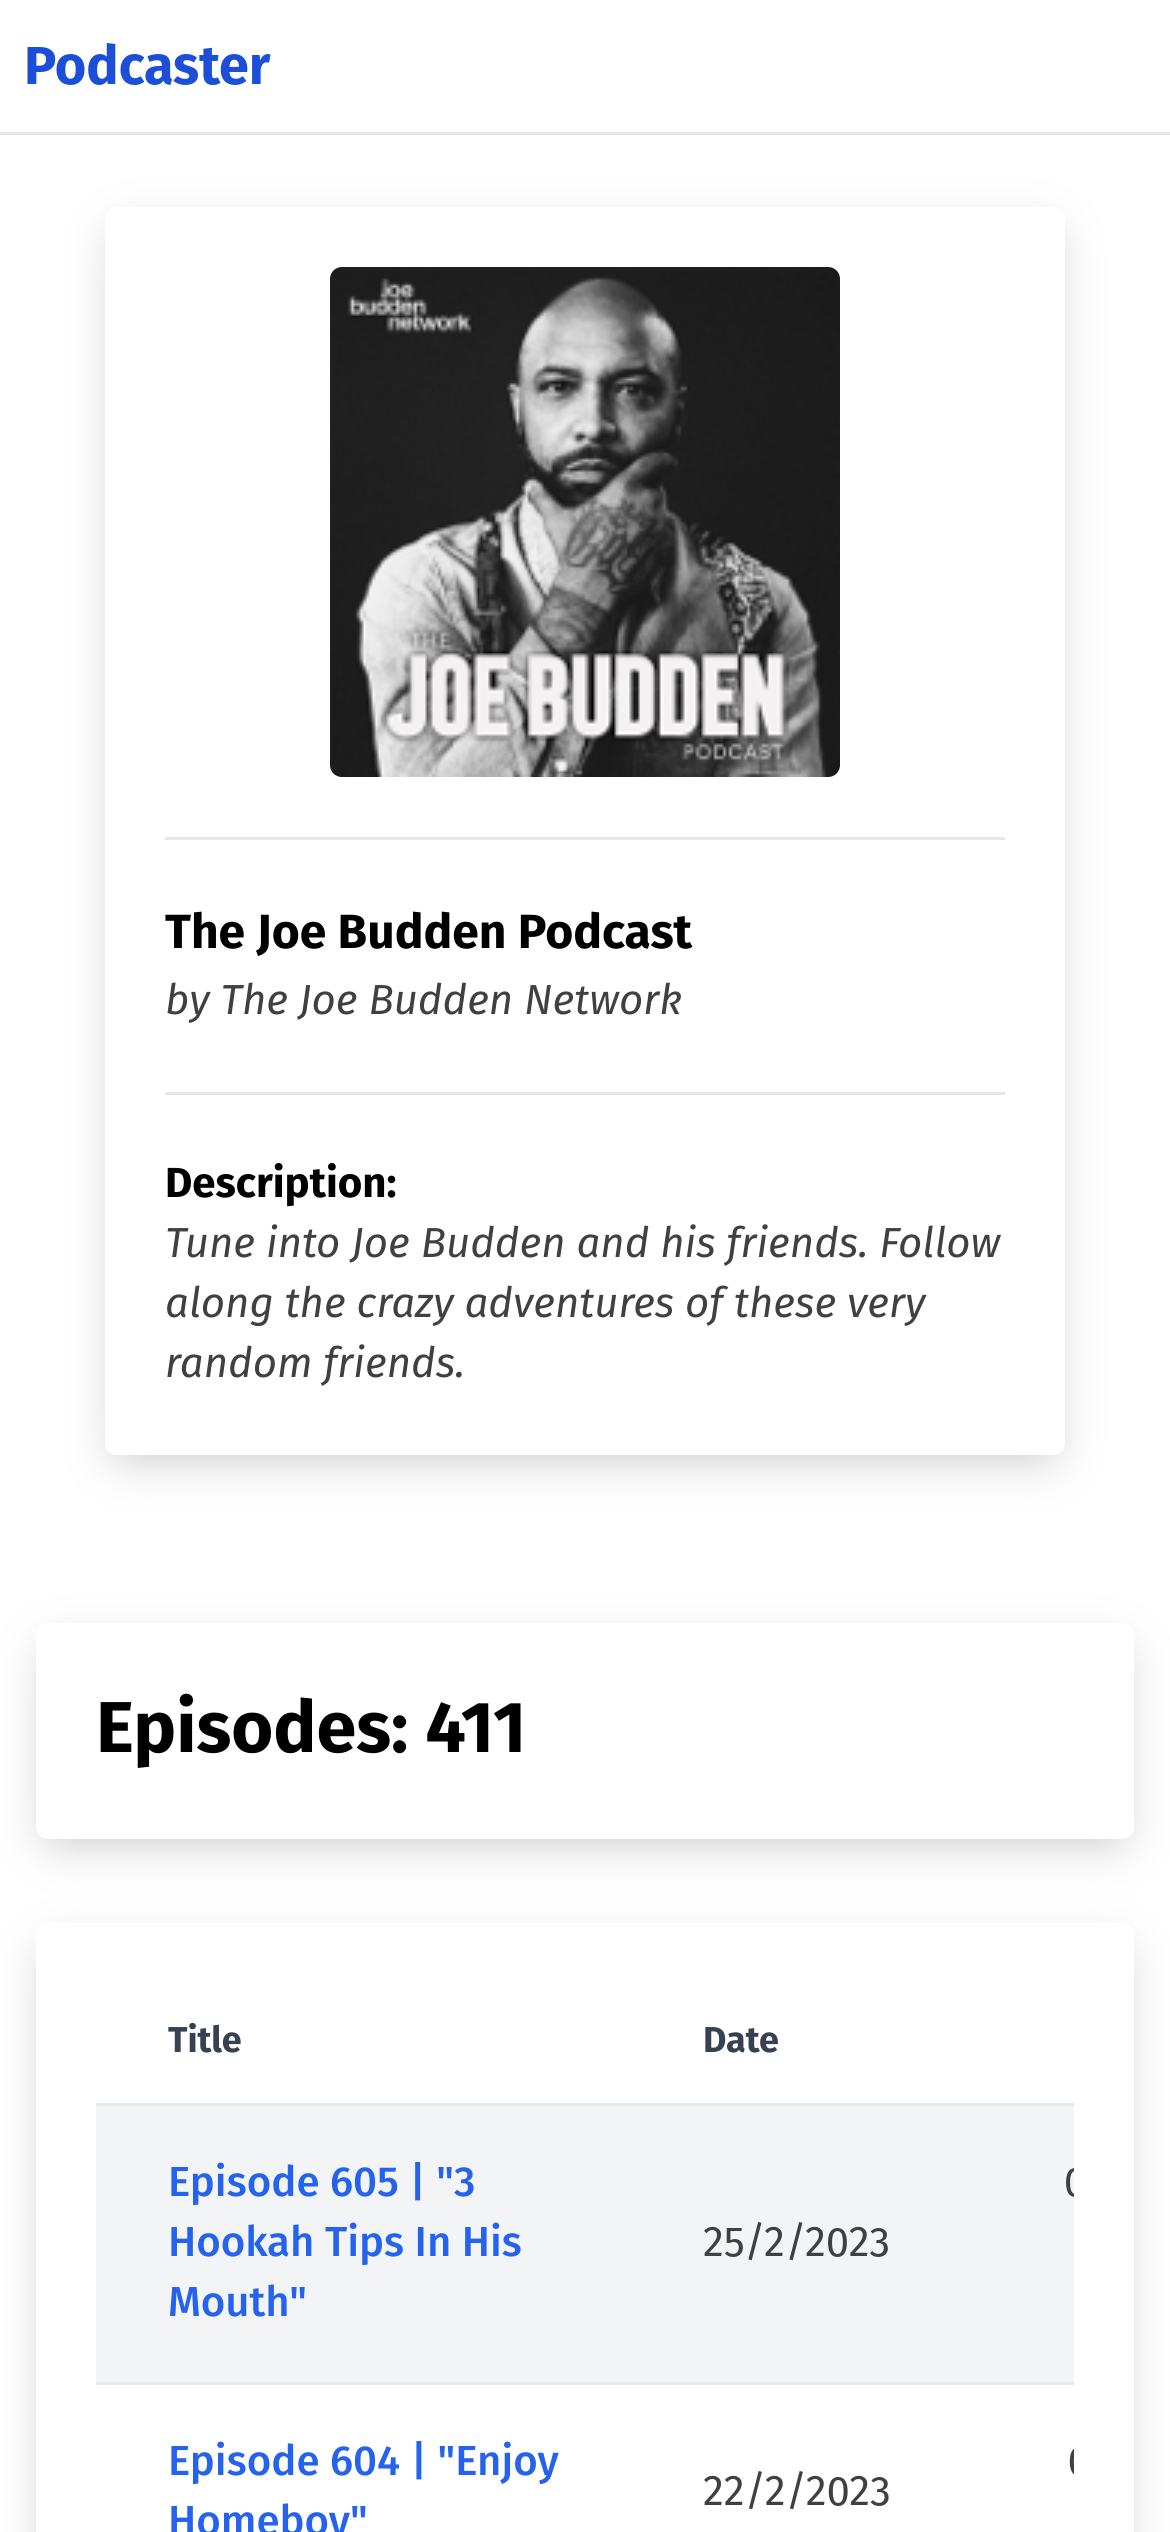 Podcaster
joe
budden
network
THE
JOE BUDDEN
PODCAST
The Joe Budden Podcast
by The Joe Budden Network
Description:
Tune into Joe Budden and his friends. Follow
along the crazy adventures of these very
random friends.
Episodes: 411
Title Date
Episode 605 | "3
Hookah Tips In His
Mouth"
25/2/2023
Episode 604 | "Enjoy
Homeboy"
22/2/2023